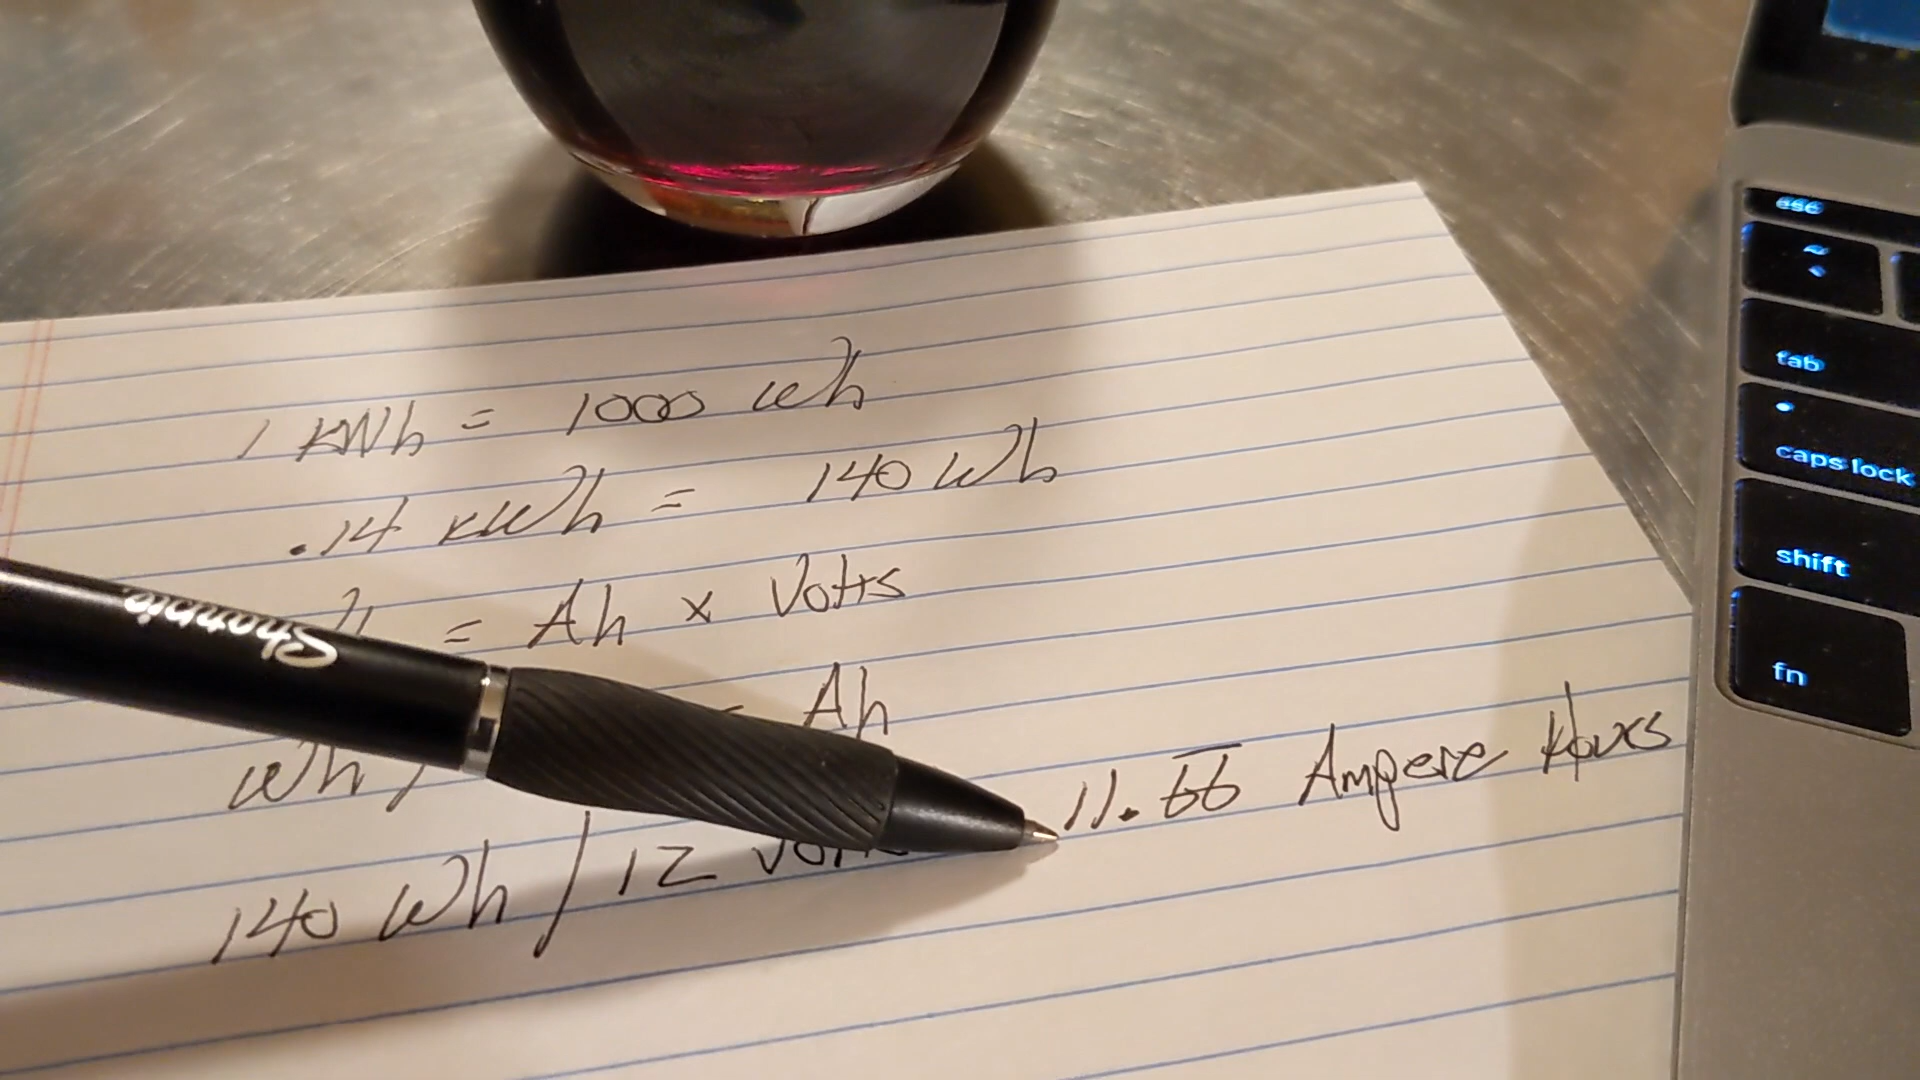 1 kWh = 1000 Wh
.14 kWh = 140 Wh
= Ah x Volts
Wh / = Ah
140 Wh / 12 Volts 11.66 Ampere Hours
Sharpie
esc
~
`
tab
caps lock
shift
fn